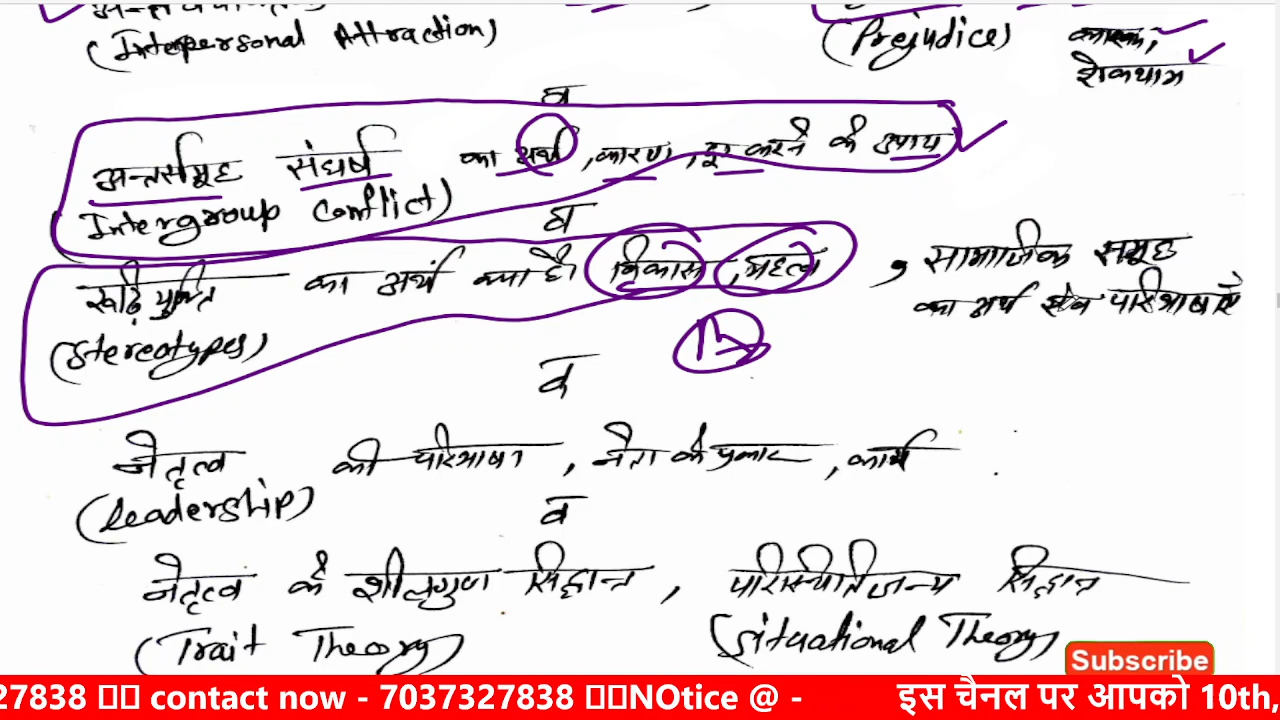 (Interpersonal Attraction)
(Prejudice) कारक,
रोकथाम
व
अन्तर्समूह संघर्ष का अर्थ, कारण, दूर करने के उपाय
Intergroup Conflict)
व
रूढ़ि युक्ति का अर्थ क्या है। विकास, महत्व, सामाजिक समूह
का अर्थ एंव परिभाषाऐं
(Stereotypes)
व
नेतृत्व की परिभाषा, नेता के प्रकार, कार्य
(leadership)
व
नेतृत्व के शीलगुण सिद्धान्त, परिस्थितिजन्य सिद्धान्त
(Trait Theory) (Situational Theory)
Subscribe
27838 contact now - 7037327838 NOtice @ - इस चैनल पर आपको 10th,